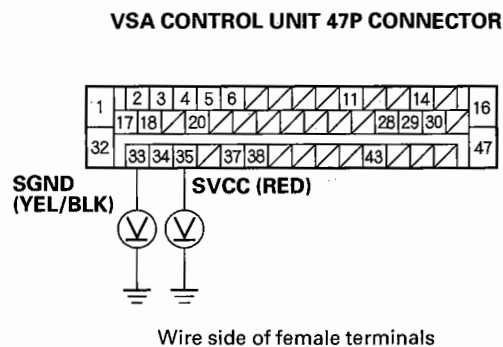 VSA CONTROL UNIT 47P CONNECTOR
1 2 3 4 5 6 11 14 16
17 18 20 28 29 30
32 33 34 35 37 38 43 47
SGND (YEL/BLK)
SVCC (RED)
V V
Wire side of female terminals